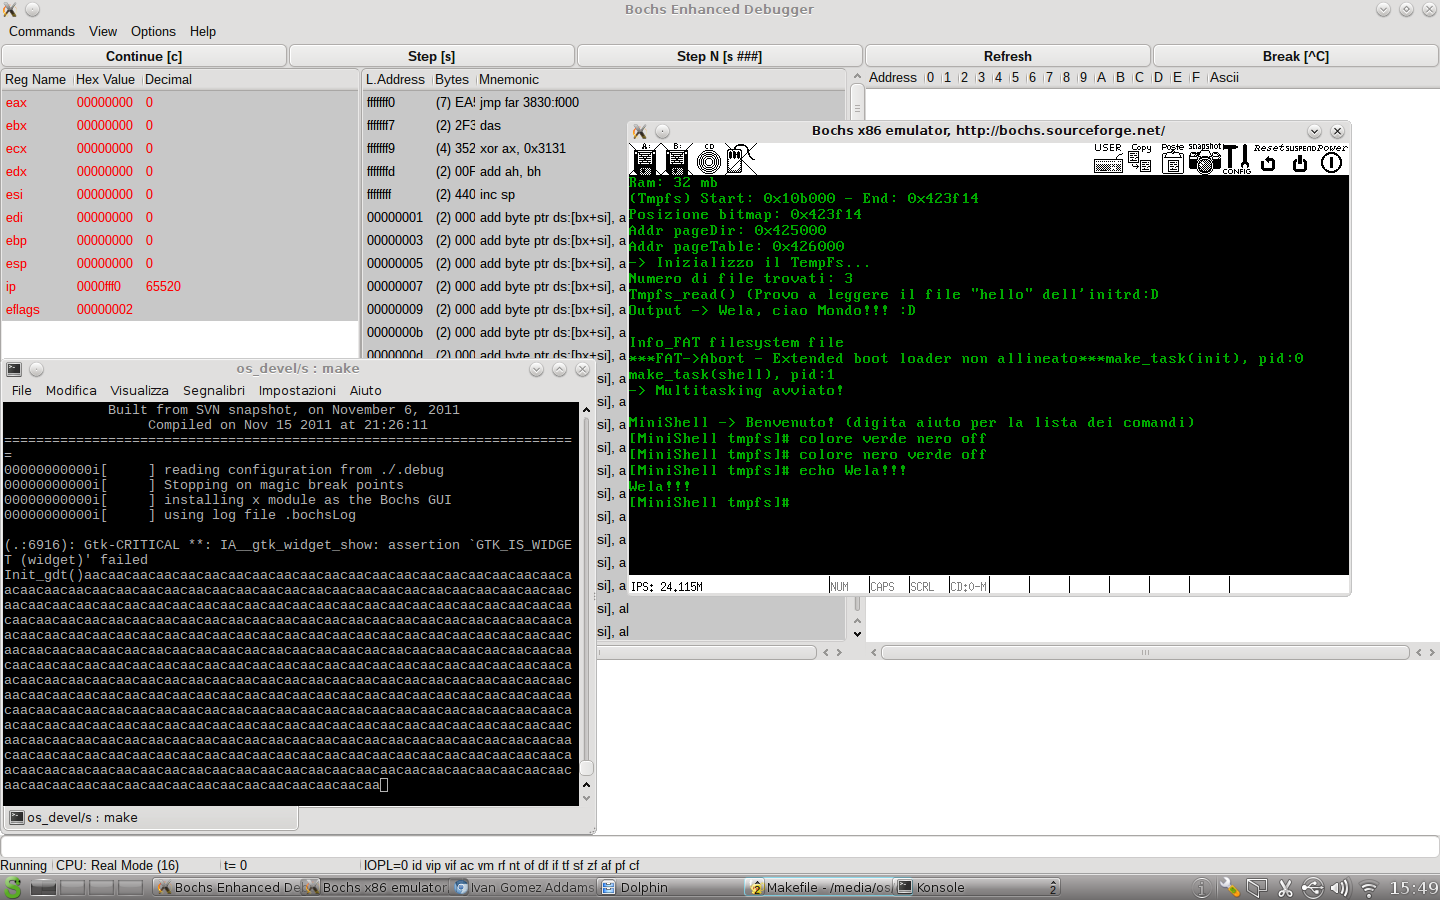 Bochs Enhanced Debugger
Commands View Options Help
Continue [c] Step [s] Step N [s ###] Refresh Break [^C]
Reg Name Hex Value Decimal
eax 00000000 0
ebx 00000000 0
ecx 00000000 0
edx 00000000 0
esi 00000000 0
edi 00000000 0
ebp 00000000 0
esp 00000000 0
ip 0000fff0 65520
eflags 00000002
L.Address Bytes Mnemonic
fffffff0 (7) EA5 jmp far 3830:f000
fffffff7 (2) 2F3 das
fffffff9 (4) 352 xor ax, 0x3131
fffffffd (2) 00F add ah, bh
ffffffff (2) 440 inc sp
00000001 (2) 000 add byte ptr ds:[bx+si], a
00000003 (2) 000 add byte ptr ds:[bx+si], a
00000005 (2) 000 add byte ptr ds:[bx+si], a
00000007 (2) 000 add byte ptr ds:[bx+si], a
00000009 (2) 000 add byte ptr ds:[bx+si], a
0000000b (2) 000 add byte ptr ds:[bx+si], a
0000000d (2) 000 add byte ptr ds:[bx+si], a
si], a
si], a
si], a
si], a
si], a
si], a
si], a
si], a
si], a
si], a
si], al
si], al
Address 0 1 2 3 4 5 6 7 8 9 A B C D E F Ascii
Bochs x86 emulator, http://bochs.sourceforge.net/
A: B: CD USER Copy Paste snapshot CONFIG Reset SUSPEND Power
Ram: 32 mb
(Tmpfs) Start: 0x10b000 - End: 0x423f14
Posizione bitmap: 0x423f14
Addr pageDir: 0x425000
Addr pageTable: 0x426000
-> Inizializzo il TempFs...
Numero di file trovati: 3
Tmpfs_read() (Provo a leggere il file "hello" dell'initrd:D
Output -> Wela, ciao Mondo!!! :D
Info_FAT filesystem file
***FAT->Abort - Extended boot loader non allineato***make_task(init), pid:0
make_task(shell), pid:1
-> Multitasking avviato!
MiniShell -> Benvenuto! (digita aiuto per la lista dei comandi)
[MiniShell tmpfs]# colore verde nero off
[MiniShell tmpfs]# colore nero verde off
[MiniShell tmpfs]# echo Wela!!!
Wela!!!
[MiniShell tmpfs]#
IPS: 24.115M NUM CAPS SCRL CD:0-M
os_devel/s : make
File Modifica Visualizza Segnalibri Impostazioni Aiuto
Built from SVN snapshot, on November 6, 2011
Compiled on Nov 15 2011 at 21:26:11
========================================================================
=
00000000000i[ ] reading configuration from ./.debug
00000000000i[ ] Stopping on magic break points
00000000000i[ ] installing x module as the Bochs GUI
00000000000i[ ] using log file .bochsLog
(.:6916): Gtk-CRITICAL **: IA__gtk_widget_show: assertion `GTK_IS_WIDGE
T (widget)' failed
Init_gdt()aacaacaacaacaacaacaacaacaacaacaacaacaacaacaacaacaacaacaacaaca
acaacaacaacaacaacaacaacaacaacaacaacaacaacaacaacaacaacaacaacaacaacaacaac
aacaacaacaacaacaacaacaacaacaacaacaacaacaacaacaacaacaacaacaacaacaacaacaa
caacaacaacaacaacaacaacaacaacaacaacaacaacaacaacaacaacaacaacaacaacaacaaca
acaacaacaacaacaacaacaacaacaacaacaacaacaacaacaacaacaacaacaacaacaacaacaac
aacaacaacaacaacaacaacaacaacaacaacaacaacaacaacaacaacaacaacaacaacaacaacaa
caacaacaacaacaacaacaacaacaacaacaacaacaacaacaacaacaacaacaacaacaacaacaaca
acaacaacaacaacaacaacaacaacaacaacaacaacaacaacaacaacaacaacaacaacaacaacaac
aacaacaacaacaacaacaacaacaacaacaacaacaacaacaacaacaacaacaacaacaacaacaacaa
caacaacaacaacaacaacaacaacaacaacaacaacaacaacaacaacaacaacaacaacaacaacaaca
acaacaacaacaacaacaacaacaacaacaacaacaacaacaacaacaacaacaacaacaacaacaacaac
aacaacaacaacaacaacaacaacaacaacaacaacaacaacaacaacaacaacaacaacaacaacaacaa
caacaacaacaacaacaacaacaacaacaacaacaacaacaacaacaacaacaacaacaacaacaacaaca
acaacaacaacaacaacaacaacaacaacaacaacaacaacaacaacaacaacaacaacaacaacaacaac
aacaacaacaacaacaacaacaacaacaacaacaacaacaacaacaa
os_devel/s : make
Running CPU: Real Mode (16) t= 0 IOPL=0 id vip vif ac vm rf nt of df if tf sf zf af pf cf
Bochs Enhanced De Bochs x86 emulator, Ivan Gomez Addams Dolphin 2 Makefile - /media/os Konsole 2 15:49